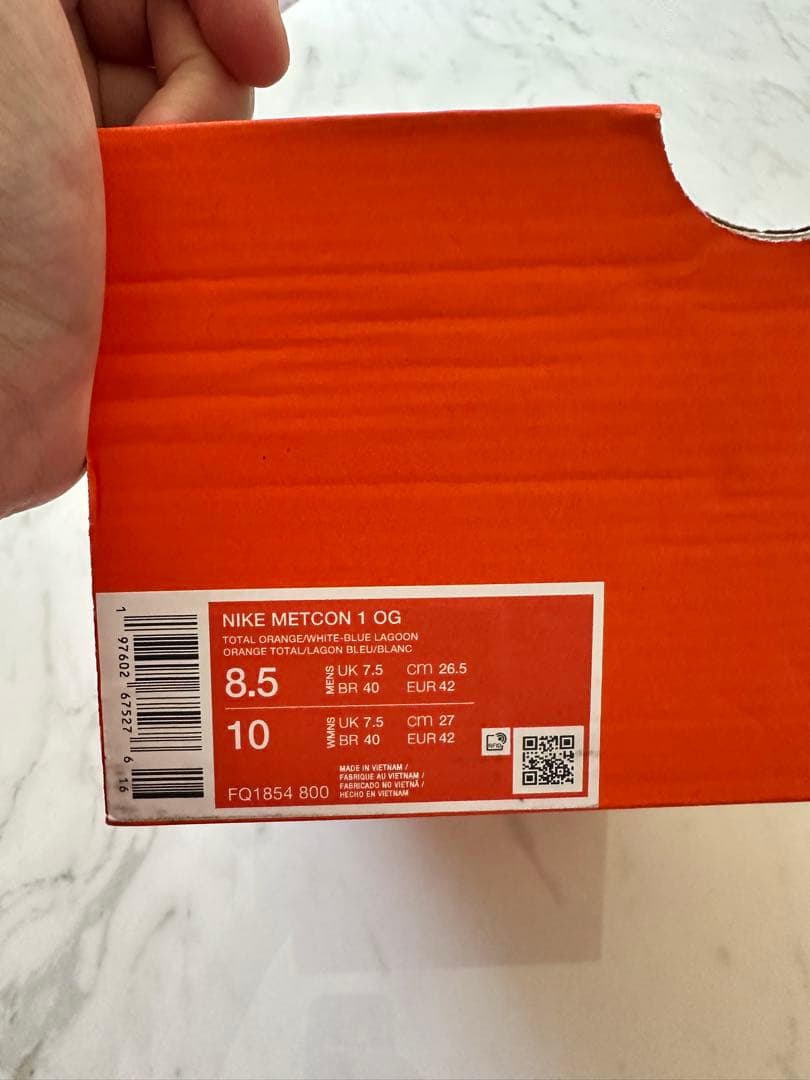 NIKE METCON 1 OG
TOTAL ORANGE/WHITE-BLUE LAGOON
ORANGE TOTAL/LAGON BLEU/BLANC
8.5 MENS UK 7.5 cm 26.5
BR 40 EUR 42
10 WMNS UK 7.5 cm 27
BR 40 EUR 42
RFID
MADE IN VIETNAM /
FABRIQUE AU VIETNAM /
FABRICADO NO VIETNÃ /
HECHO EN VIETNAM
FQ1854 800
1 97602 67527 6 16